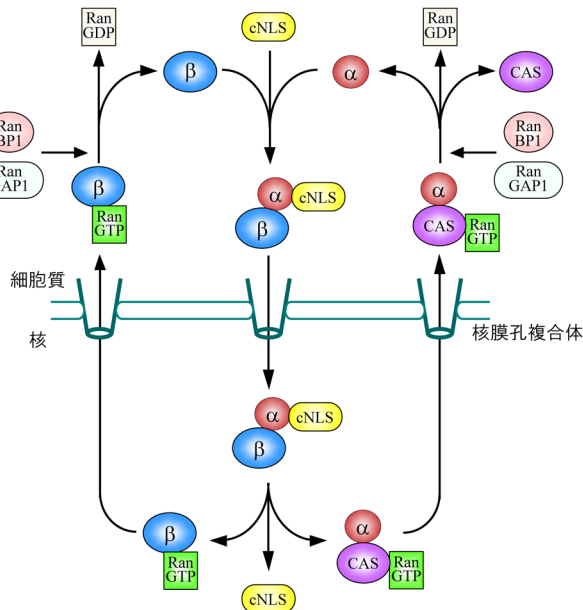 Ran
GDP
cNLS
Ran
GDP
β
α
CAS
Ran
BP1
Ran
GAP1
Ran
BP1
Ran
GAP1
β
Ran
GTP
α
cNLS
β
α
CAS
Ran
GTP
細胞質
核
核膜孔複合体
α
cNLS
β
β
Ran
GTP
α
CAS
Ran
GTP
cNLS